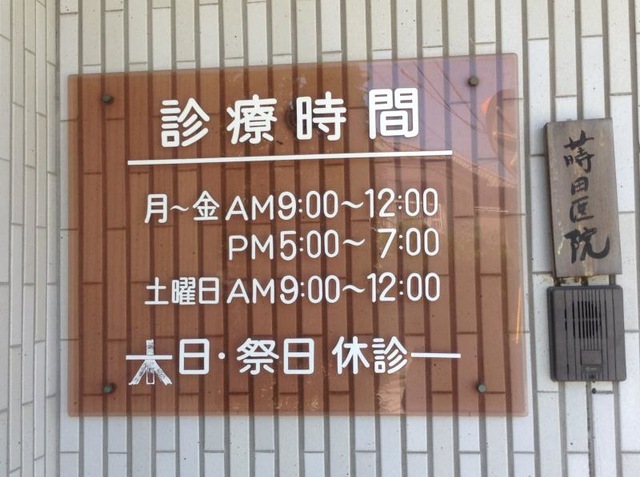 診療時間
月~金 AM9:00~12:00
PM5:00~7:00
土曜日 AM9:00~12:00
日・祭日 休診
蒔田医院